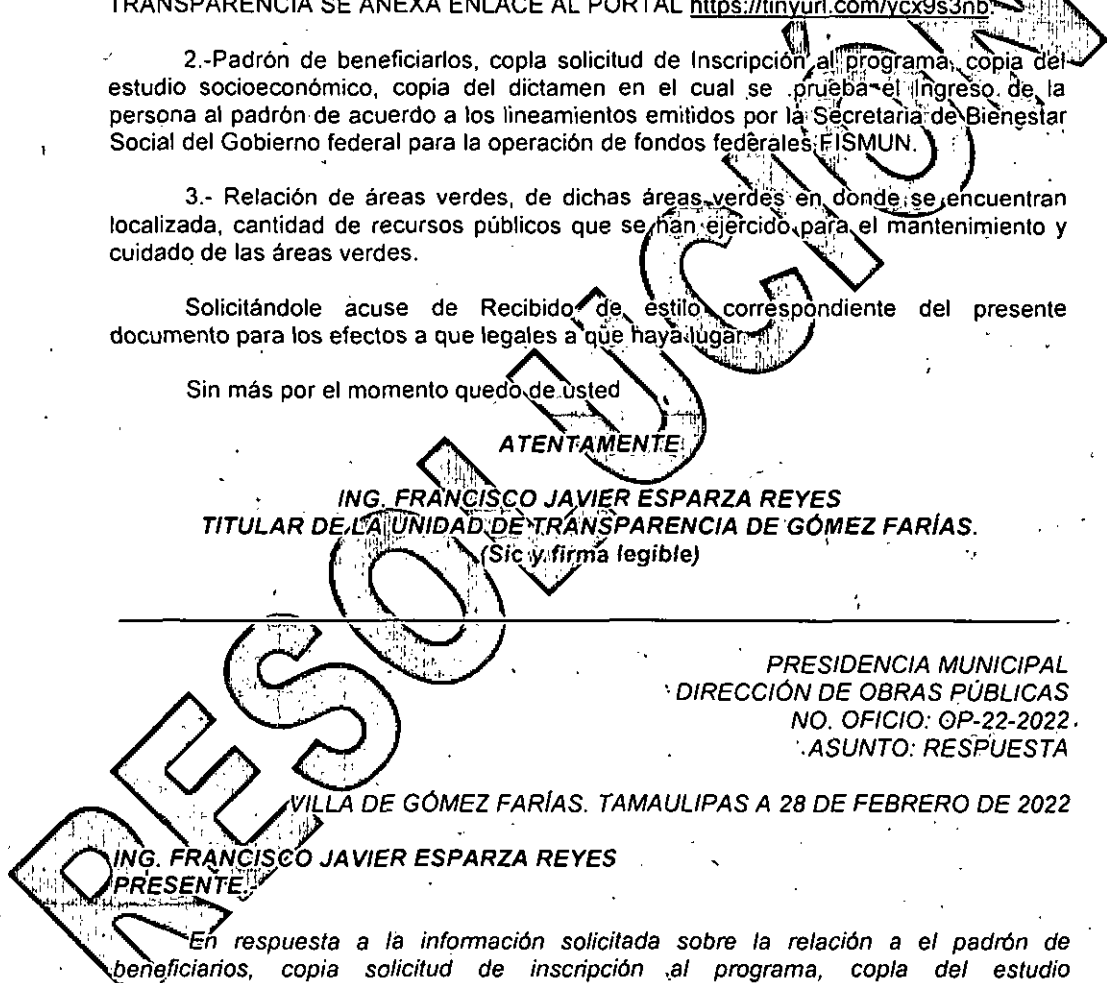 TRANSPARENCIA SE ANEXA ENLACE AL PORTAL https://tinyurl.com/ycx9s3nb.
2.-Padrón de beneficiarlos, copla solicitud de Inscripción al programa, copia del
estudio socioeconómico, copia del dictamen en el cual se prueba el Ingreso de la
persona al padrón de acuerdo a los lineamientos emitidos por la Secretaria de Bienestar
Social del Gobierno federal para la operación de fondos federales FISMUN.
3.- Relación de áreas verdes, de dichas áreas verdes en donde se encuentran
localizada, cantidad de recursos públicos que se han ejercido para el mantenimiento y
cuidado de las áreas verdes.
Solicitándole acuse de Recibido de estilo correspondiente del presente
documento para los efectos a que legales a que haya lugar.
Sin más por el momento quedo de usted
ATENTAMENTE
ING. FRANCISCO JAVIER ESPARZA REYES
TITULAR DE LA UNIDAD DE TRANSPARENCIA DE GÓMEZ FARÍAS.
(Sic y firma legible)
PRESIDENCIA MUNICIPAL
DIRECCIÓN DE OBRAS PÚBLICAS
NO. OFICIO: OP-22-2022.
ASUNTO: RESPUESTA
VILLA DE GÓMEZ FARÍAS. TAMAULIPAS A 28 DE FEBRERO DE 2022
ING. FRANCISCO JAVIER ESPARZA REYES
PRESENTE.-
En respuesta a la información solicitada sobre la relación a el padrón de
beneficiarios, copia solicitud de inscripción al programa, copla del estudio
RESOLUCIÓN